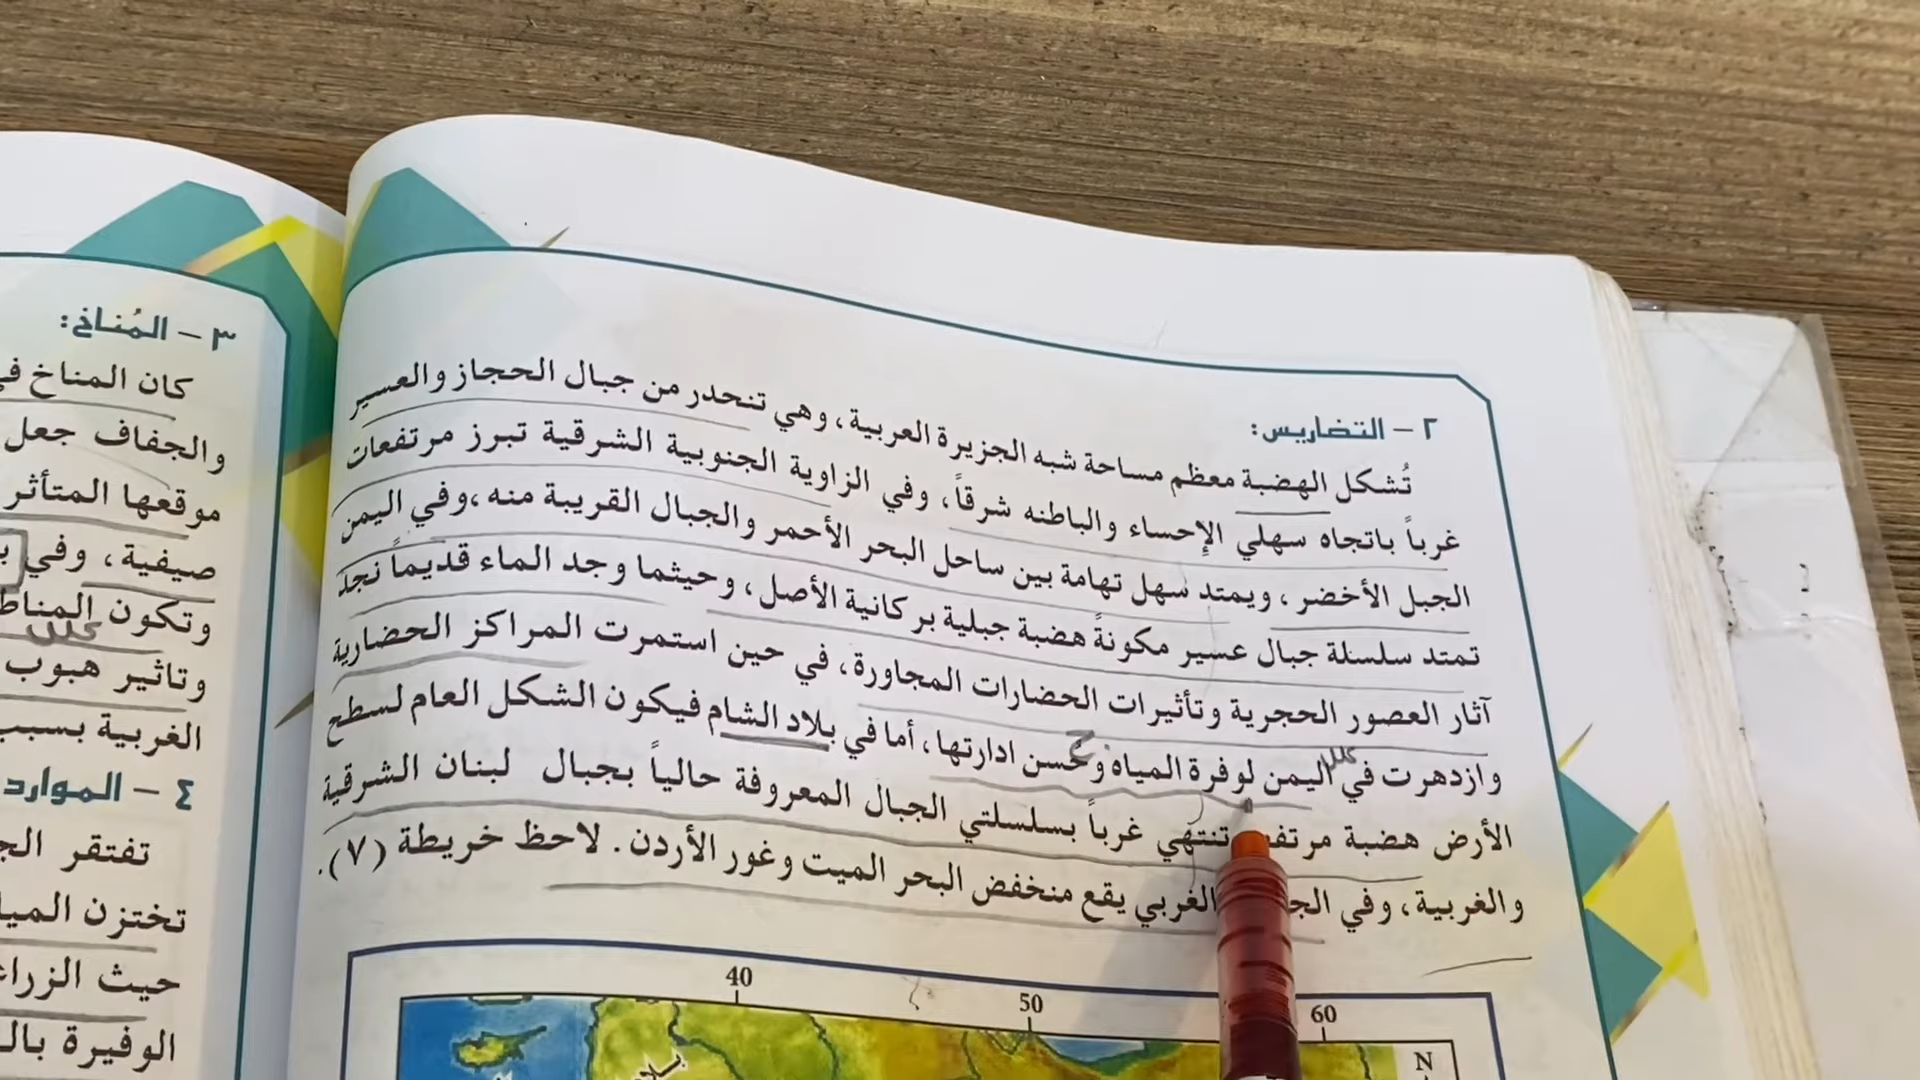 ٢ – التضاريس:
تُشكل الهضبة معظم مساحة شبه الجزيرة العربية، وهي تنحدر من جبال الحجاز والعسير
غرباً باتجاه سهلي الإحساء والباطنه شرقاً، وفي الزاوية الجنوبية الشرقية تبرز مرتفعات
الجبل الأخضر، ويمتد سهل تهامة بين ساحل البحر الأحمر والجبال القريبة منه،وفي اليمن
تمتد سلسلة جبال عسير مكونةً هضبة جبلية بركانية الأصل، وحيثما وجد الماء قديماً نجد
آثار العصور الحجرية وتأثيرات الحضارات المجاورة، في حين استمرت المراكز الحضارية
وازدهرت في اليمن لوفرة المياه وحسن ادارتها، أما في بلاد الشام فيكون الشكل العام لسطح
الأرض هضبة تنتهي غرباً بسلسلتي الجبال المعروفة حالياً بجبال لبنان الشرقية
والغربية، وفي الغربي يقع منخفض البحر الميت وغور الأردن. لاحظ خريطة (٧).
40 50 60
N
٣ – المُناخ:
كان المناخ
والجفاف جعل
موقعها المتأثر
صيفية، وفي
وتكون
وتاثير هبوب
الغربية
٤ – الموارد
تفتقر
تختزن
حيث
الوفيرة